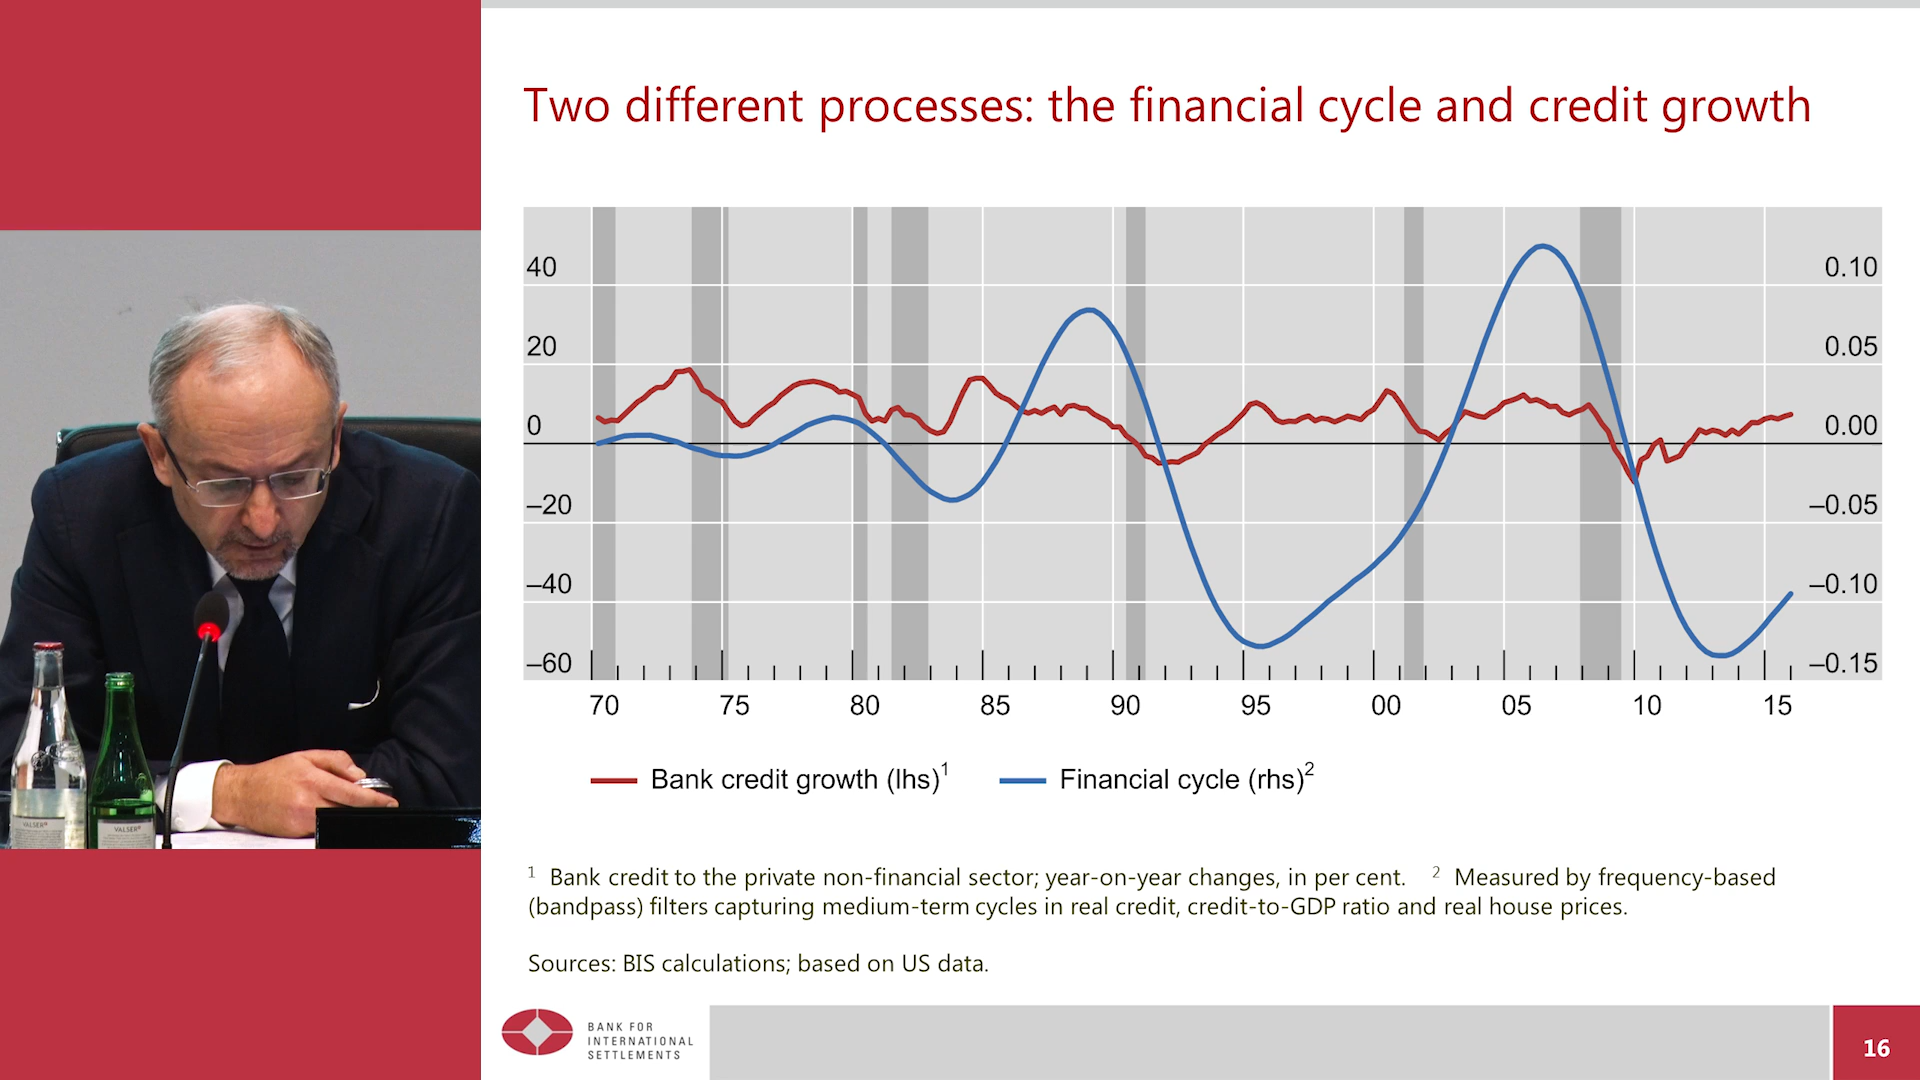 Two different processes: the financial cycle and credit growth
40
20
0
–20
–40
–60
0.10
0.05
0.00
–0.05
–0.10
–0.15
70 75 80 85 90 95 00 05 10 15
Bank credit growth (lhs)1 Financial cycle (rhs)2
1 Bank credit to the private non-financial sector; year-on-year changes, in per cent. 2 Measured by frequency-based
(bandpass) filters capturing medium-term cycles in real credit, credit-to-GDP ratio and real house prices.
Sources: BIS calculations; based on US data.
BANK FOR
INTERNATIONAL
SETTLEMENTS
16
VALSER
VALSER